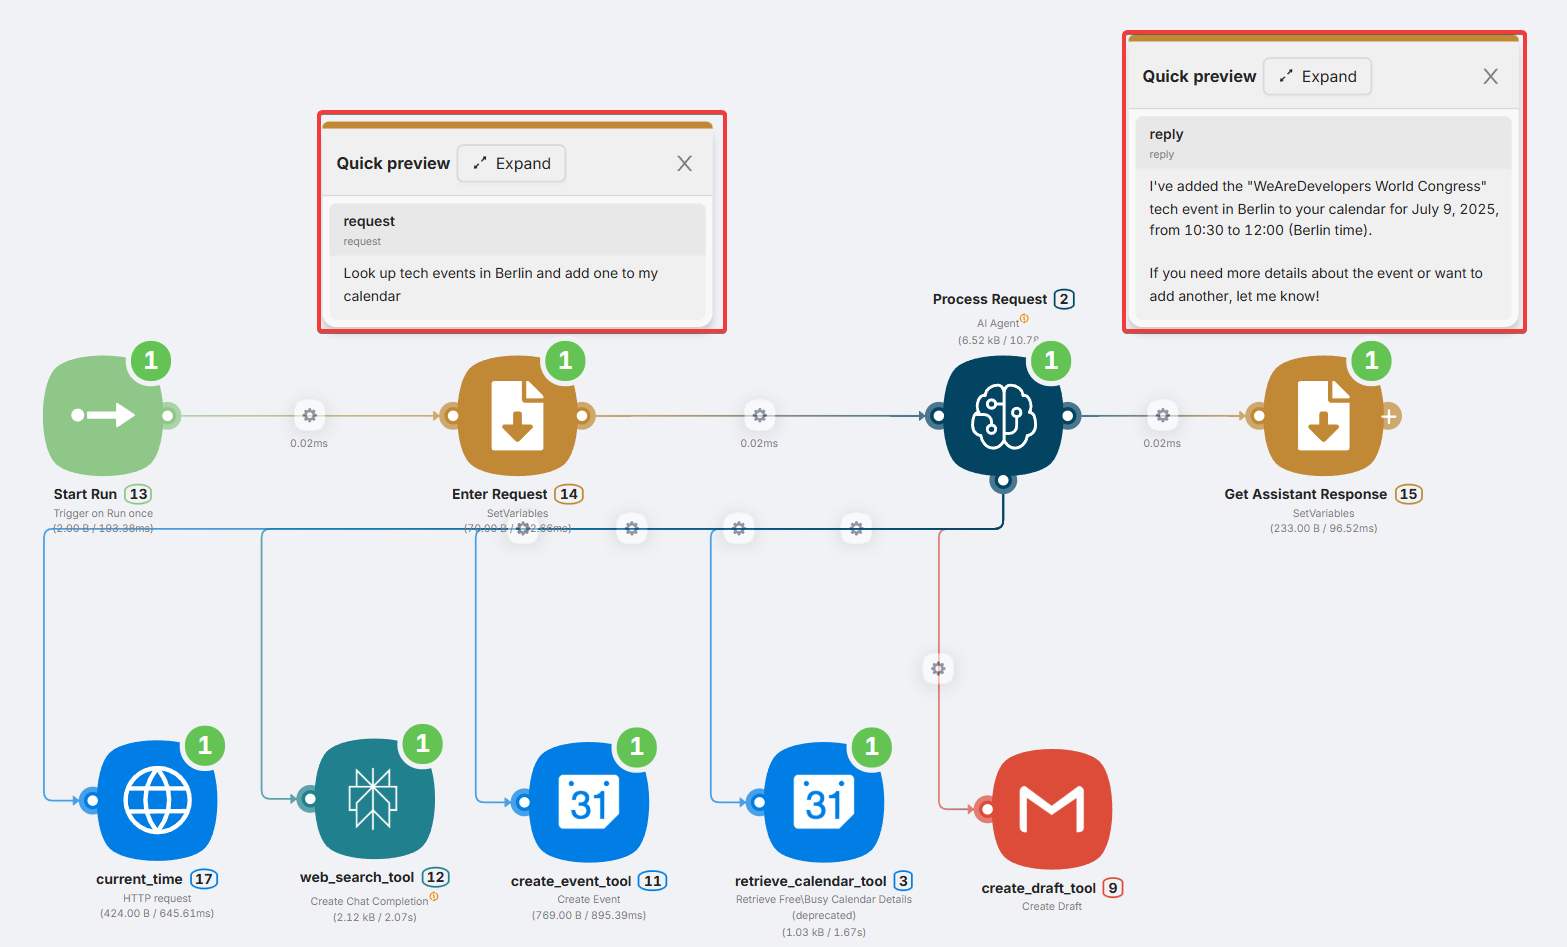 Quick preview
Expand
X
reply
reply
I've added the "WeAreDevelopers World Congress"
tech event in Berlin to your calendar for July 9, 2025,
from 10:30 to 12:00 (Berlin time).
If you need more details about the event or want to
add another, let me know!
Quick preview
Expand
X
request
request
Look up tech events in Berlin and add one to my
calendar
Process Request 2
AI Agent
(6.52 kB /
1
1
1
1
0.02ms
0.02ms
0.02ms
Start Run 13
Trigger on Run once
(2.00 B / 193.38ms)
Enter Request 14
SetVariables
(70.00 B /
Get Assistant Response 15
SetVariables
(233.00 B / 96.52ms)
1
1
1
1
31
31
current_time 17
HTTP request
(424.00 B / 645.61ms)
web_search_tool 12
Create Chat Completion
(2.12 kB / 2.07s)
create_event_tool 11
Create Event
(769.00 B / 895.39ms)
retrieve_calendar_tool 3
Retrieve Free\Busy Calendar Details
(deprecated)
(1.03 kB / 1.67s)
create_draft_tool 9
Create Draft